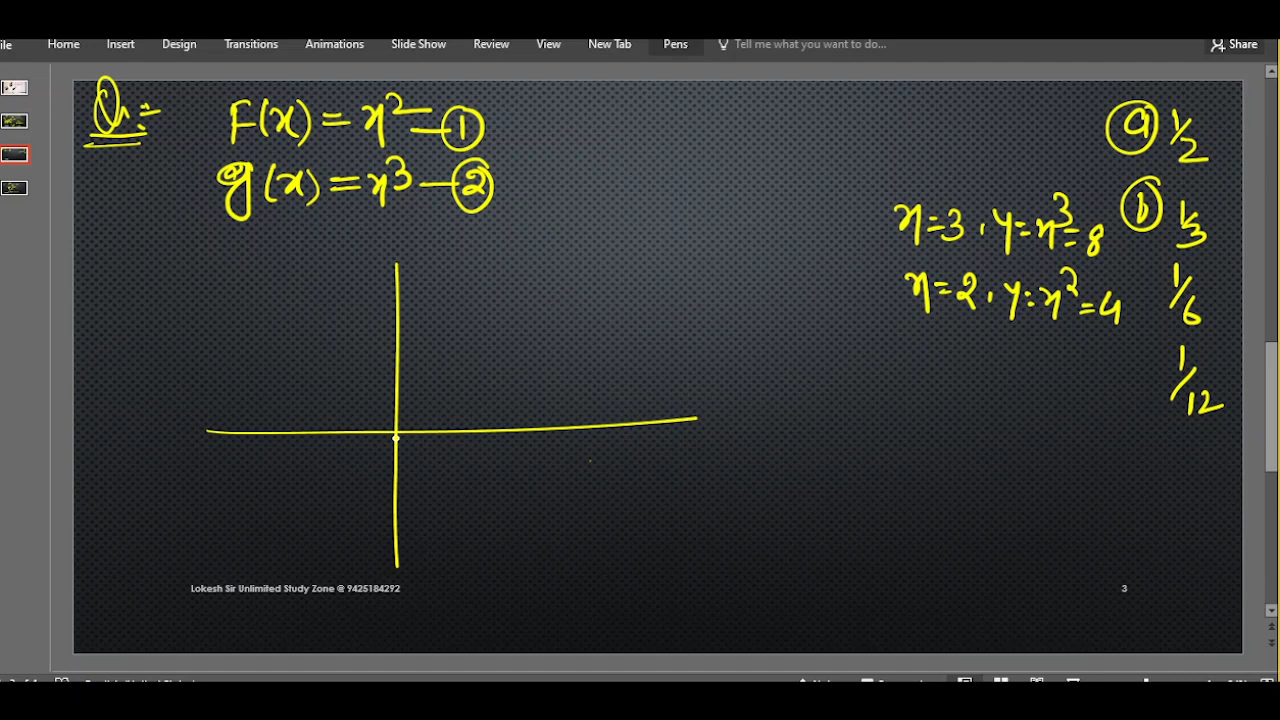 File Home Insert Design Transitions Animations Slide Show Review View New Tab Pens Tell me what you want to do... Share
Qn:-
F(x) = x² — ①
g(x) = x³ — ②
ⓐ 1/2
ⓑ 1/3
1/6
1/12
x=3, y=x³=8
x=2, y=x²=4
Lokesh Sir Unlimited Study Zone @ 9425184292
3